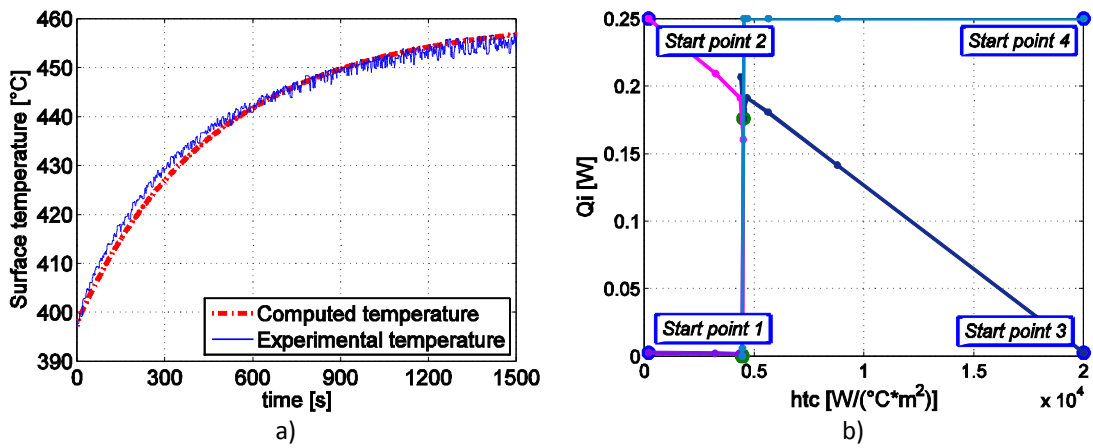 460
450
440
430
420
410
400
390
Surface temperature [°C]
Computed temperature
Experimental temperature
0 300 600 900 1200 1500
time [s]
a)
0.25
0.2
0.15
0.1
0.05
0
Qi [W]
Start point 2
Start point 4
Start point 1
Start point 3
0 0.5 1 1.5 2
x 10⁴
htc [W/(°C*m²)]
b)